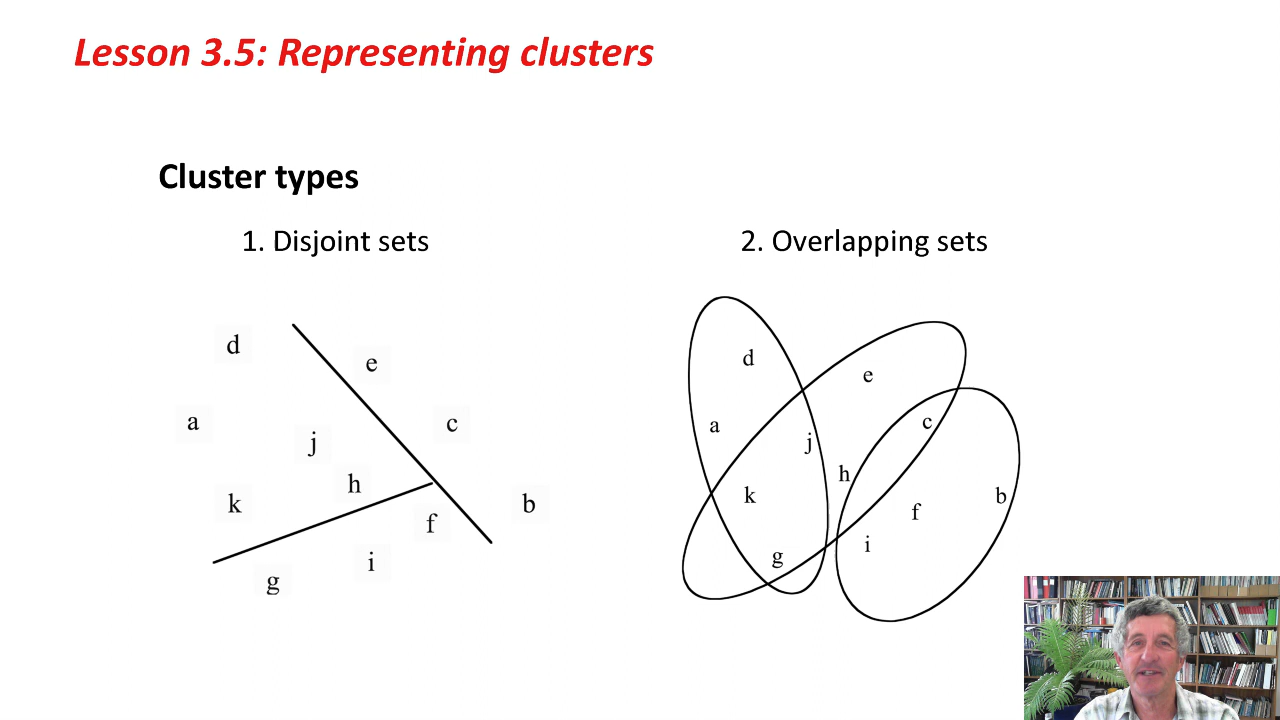 Lesson 3.5: Representing clusters
Cluster types
1. Disjoint sets
d
e
a
c
j
h
k
b
f
i
g
2. Overlapping sets
d
e
a
c
j
h
k
b
f
i
g